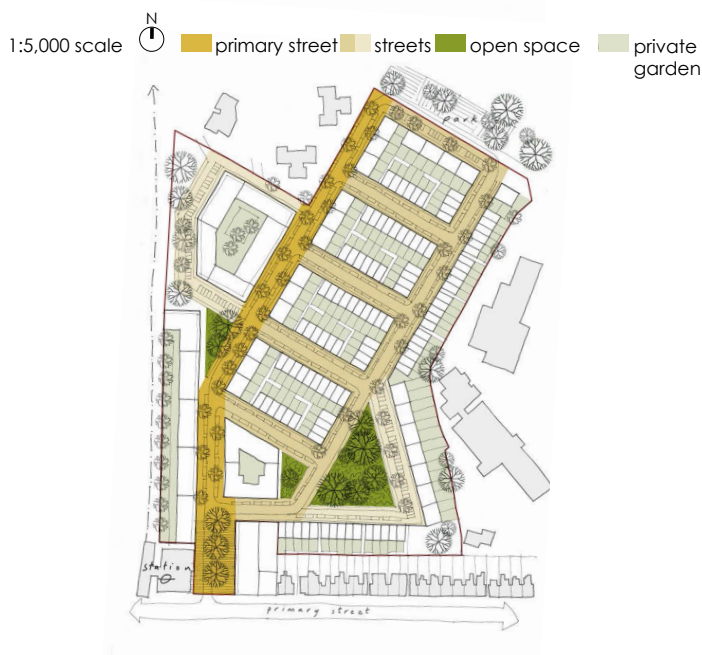 N
1:5,000 scale
primary street
streets
open space
private
garden
park
station
primary street